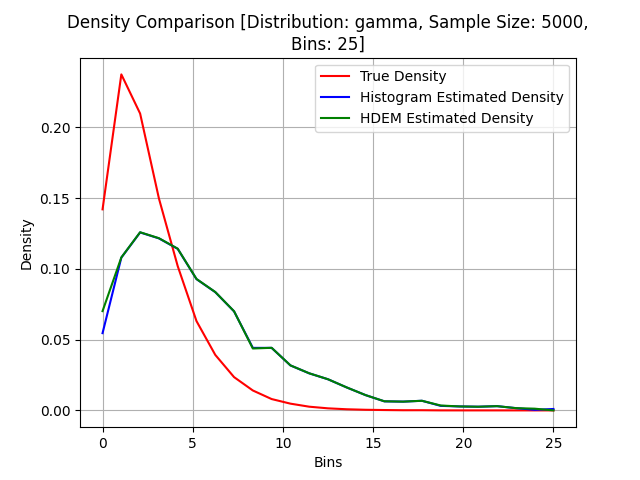 Density Comparison [Distribution: gamma, Sample Size: 5000,
Bins: 25]
True Density
Histogram Estimated Density
HDEM Estimated Density
Density
0.20
0.15
0.10
0.05
0.00
0
5
10
15
20
25
Bins